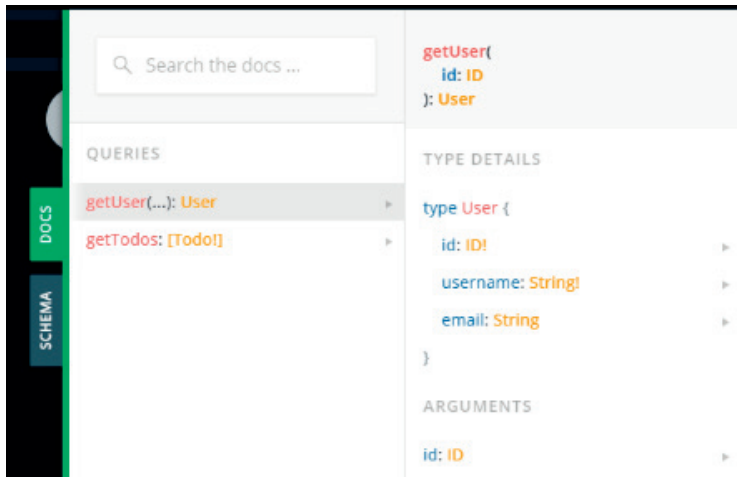 DOCS
SCHEMA
Search the docs ...
QUERIES
getUser(...): User
getTodos: [Todo!]
getUser(
id: ID
): User
TYPE DETAILS
type User {
id: ID!
username: String!
email: String
}
ARGUMENTS
id: ID